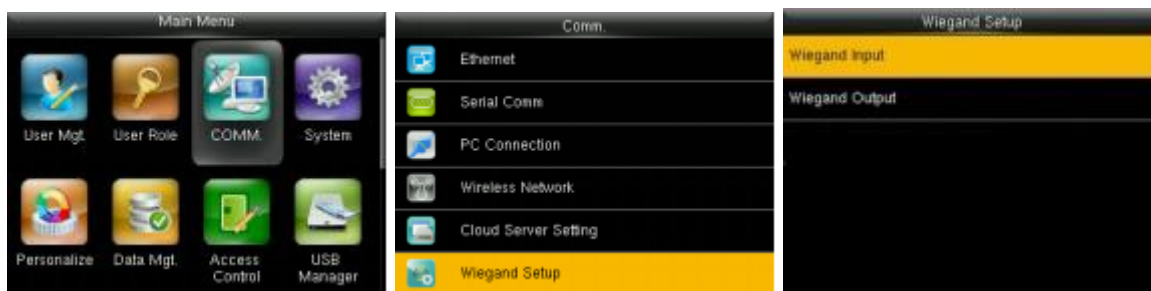 Main Menu
User Mgt.
User Role
COMM.
System
Personalize
Data Mgt.
Access
Control
USB
Manager
Comm.
Ethernet
Serial Comm
PC Connection
Wireless Network
Cloud Server Setting
Wiegand Setup
Wiegand Setup
Wiegand Input
Wiegand Output